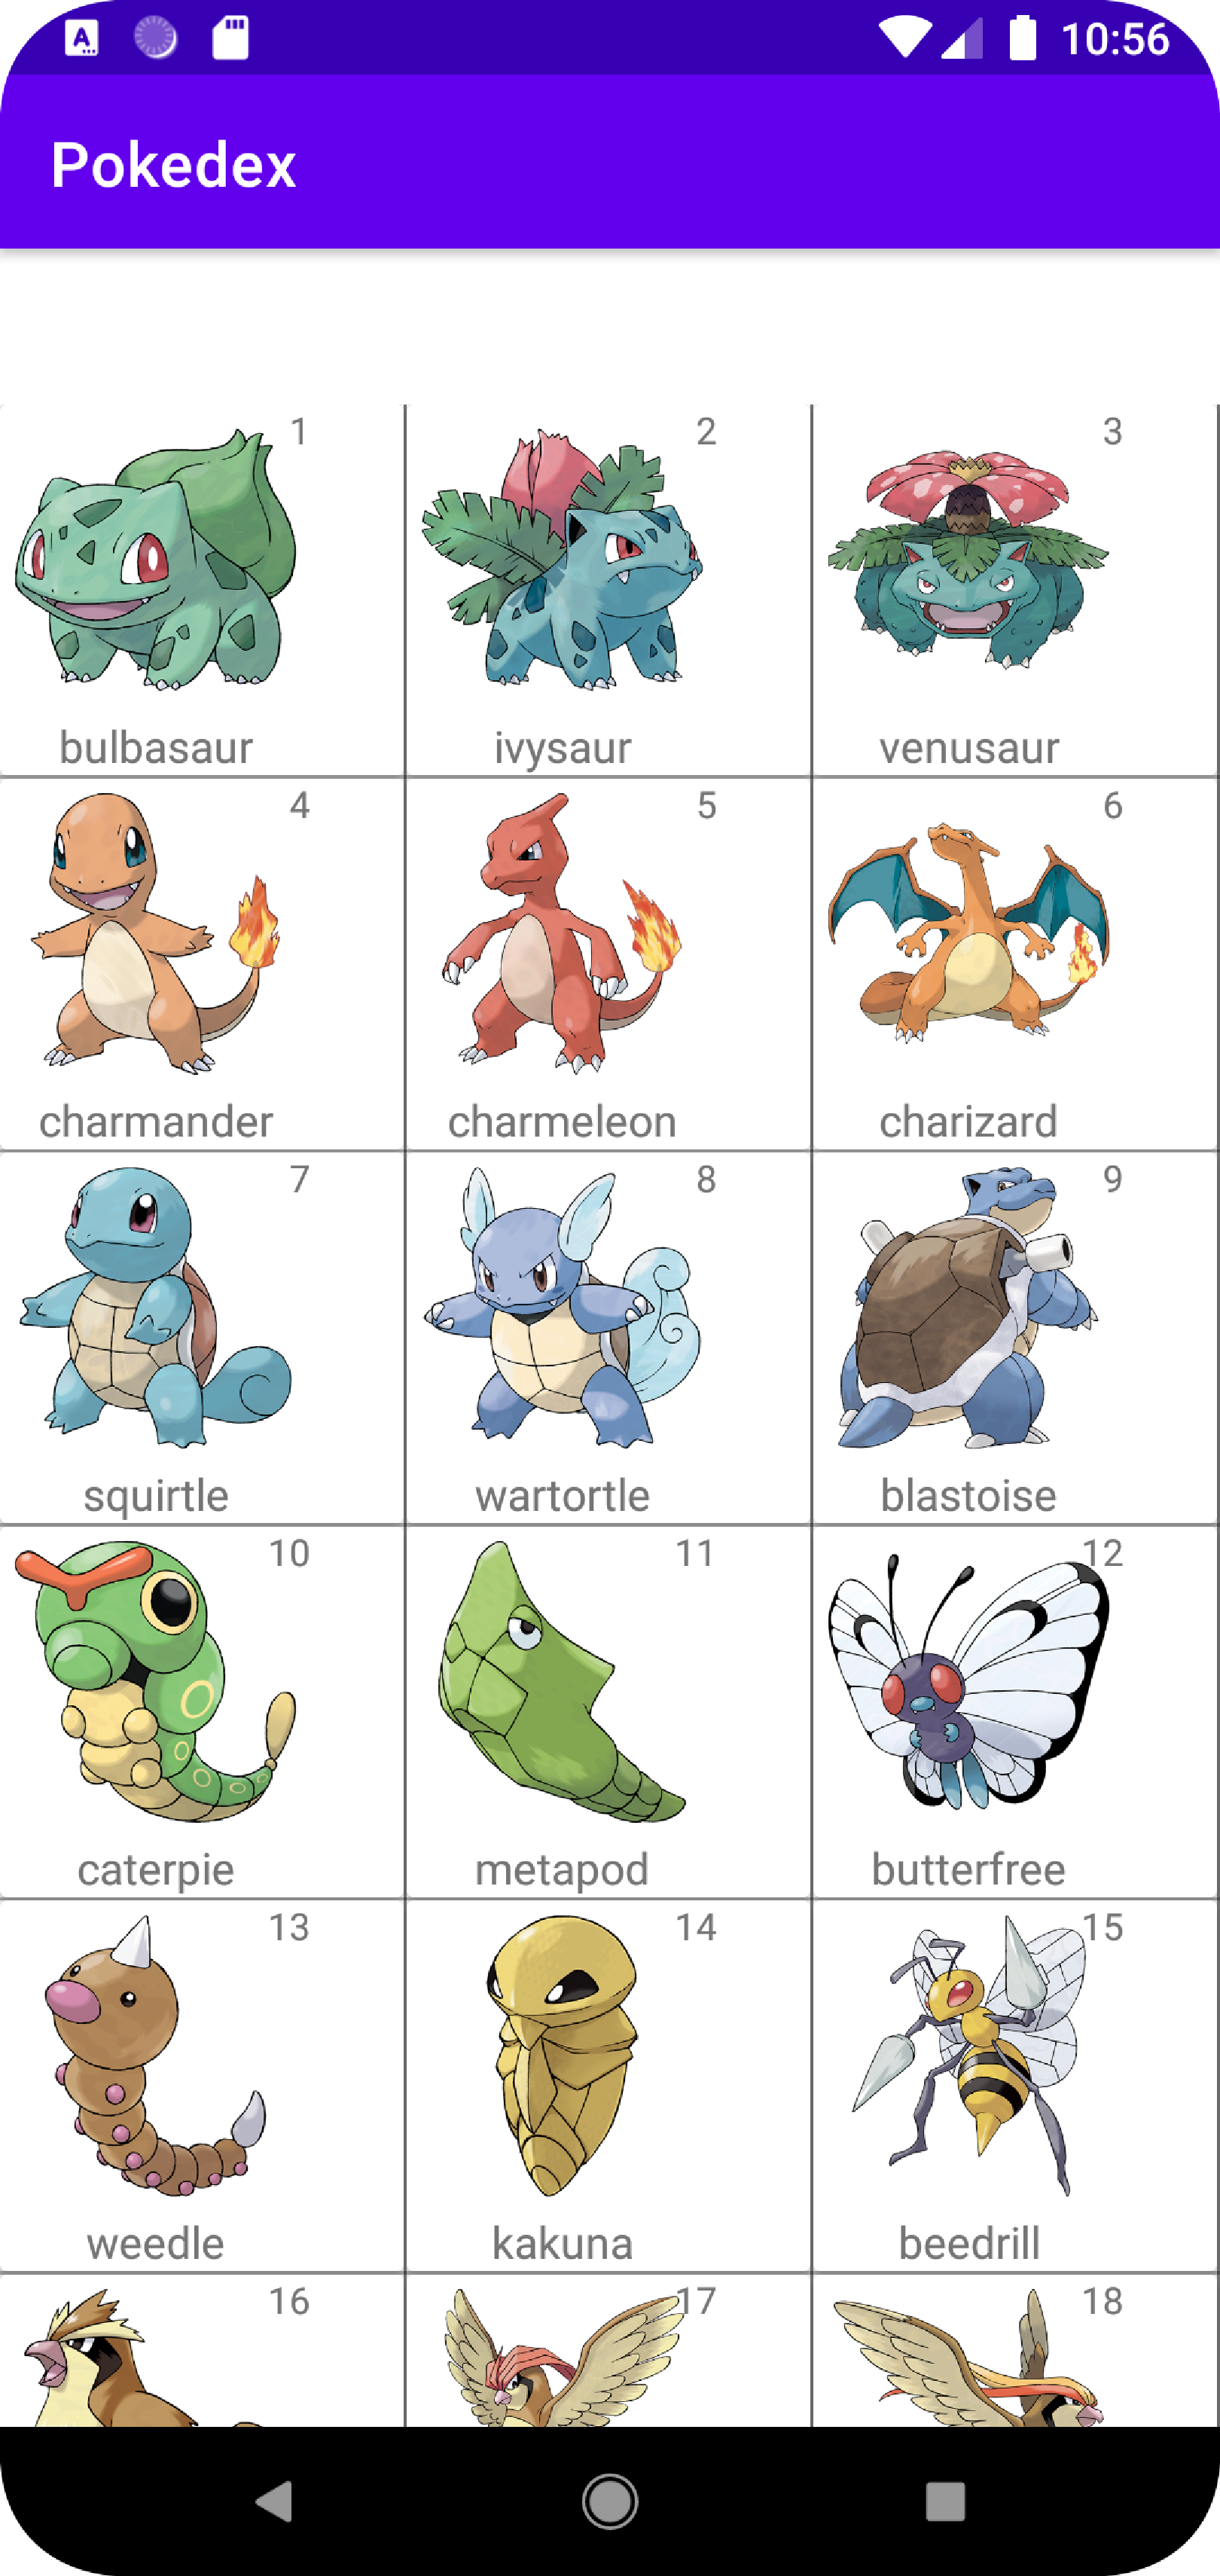 10:56
Pokedex
1 2 3
bulbasaur ivysaur venusaur
4 5 6
charmander charmeleon charizard
7 8 9
squirtle wartortle blastoise
10 11 12
caterpie metapod butterfree
13 14 15
weedle kakuna beedrill
16 17 18